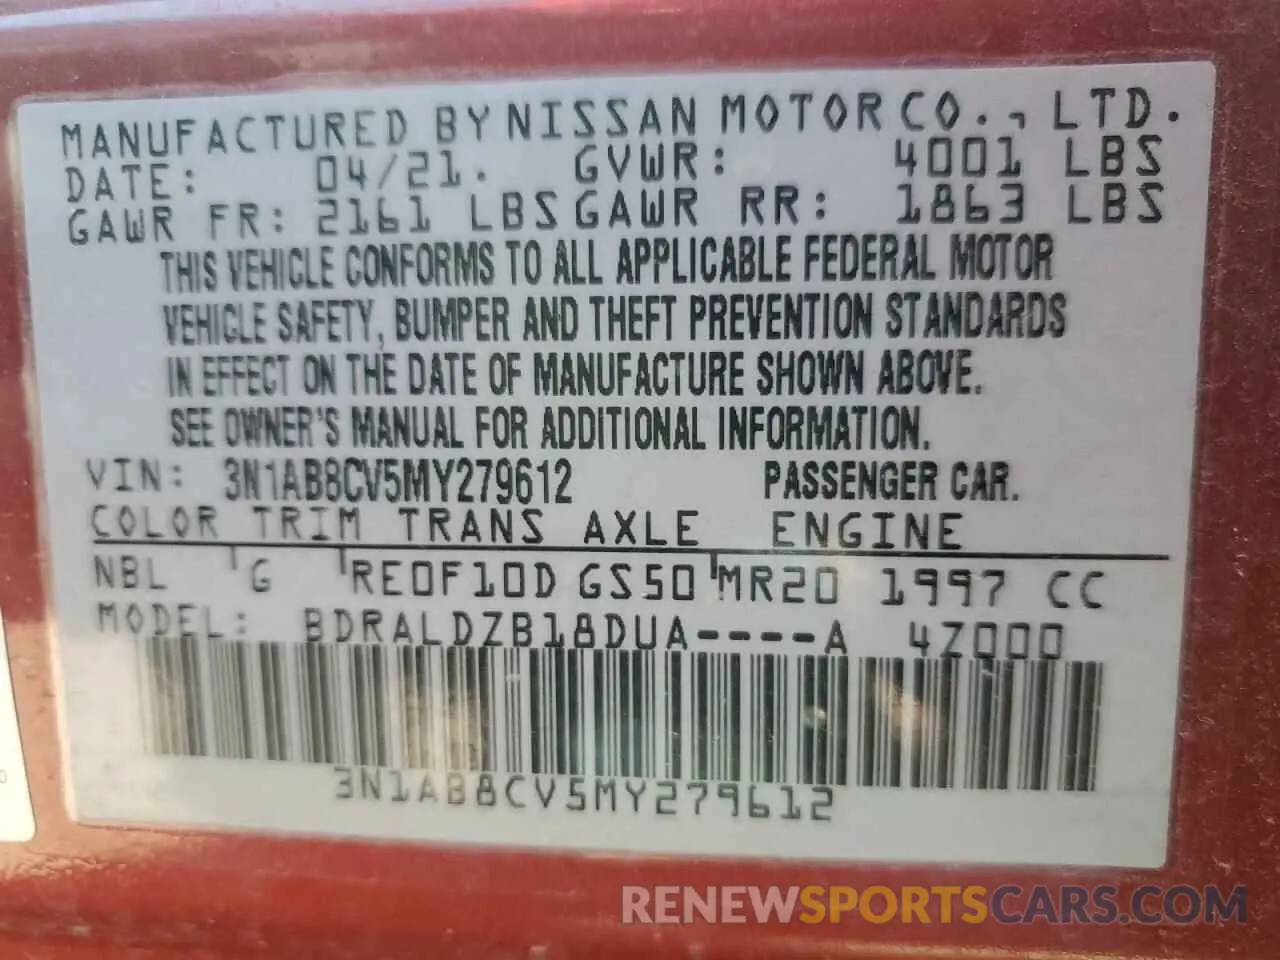 MANUFACTURED BY NISSAN MOTOR CO., LTD.
DATE: 04/21. GVWR: 4001 LBS
GAWR FR: 2161 LBS GAWR RR: 1863 LBS
THIS VEHICLE CONFORMS TO ALL APPLICABLE FEDERAL MOTOR
VEHICLE SAFETY, BUMPER AND THEFT PREVENTION STANDARDS
IN EFFECT ON THE DATE OF MANUFACTURE SHOWN ABOVE.
SEE OWNER'S MANUAL FOR ADDITIONAL INFORMATION.
VIN: 3N1AB8CV5MY279612 PASSENGER CAR.
COLOR TRIM TRANS AXLE ENGINE
NBL G RE0F10D GS50 MR20 1997 CC
MODEL: BDRALDZB18DUA----A 4Z000
3N1AB8CV5MY279612
RENEWSPORTSCARS.COM